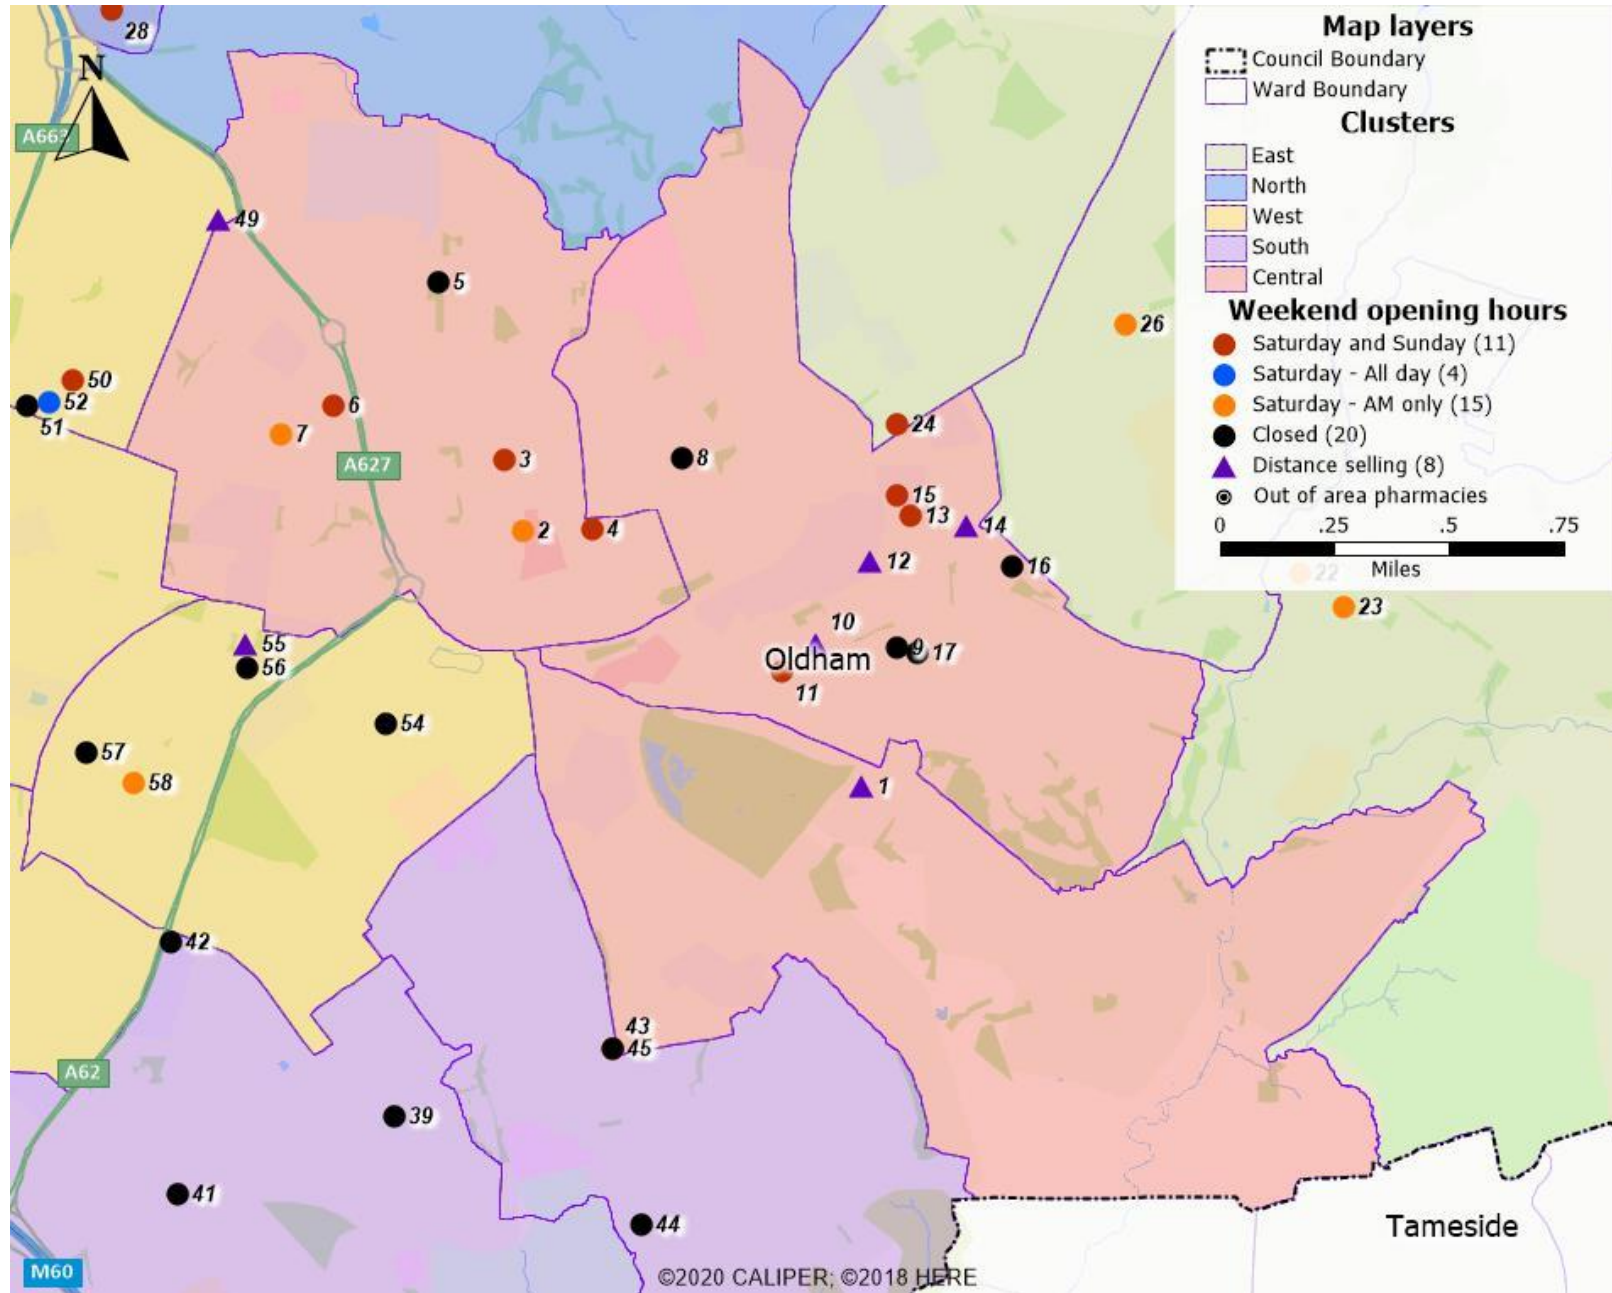 Map layers
Council Boundary
Ward Boundary
Clusters
East
North
West
South
Central
Weekend opening hours
Saturday and Sunday (11)
Saturday - All day (4)
Saturday - AM only (15)
Closed (20)
Distance selling (8)
Out of area pharmacies
0 .25 .5 .75
Miles
28
N
A663
49
5
26
50
52
51
6
7
A627
3
8
24
15
13
14
2
4
12
16
22
23
10
55
56
Oldham
9
17
11
54
57
58
1
42
43
45
A62
39
41
44
Tameside
M60
©2020 CALIPER; ©2018 HERE